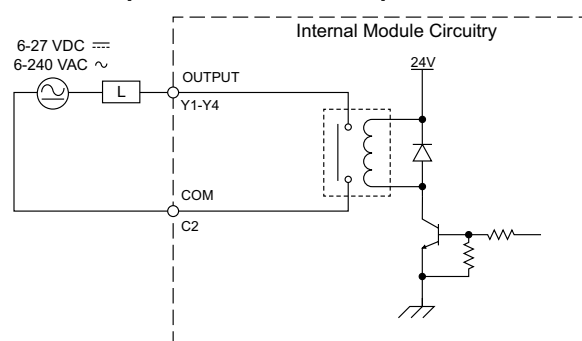 Internal Module Circuitry
6-27 VDC
6-240 VAC
24V
OUTPUT
L
Y1-Y4
COM
C2